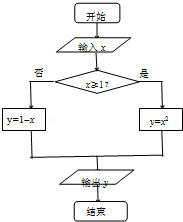 开始
输入 x
否
是
x≥1?
y=1-x
y=x²
输出 y
结束